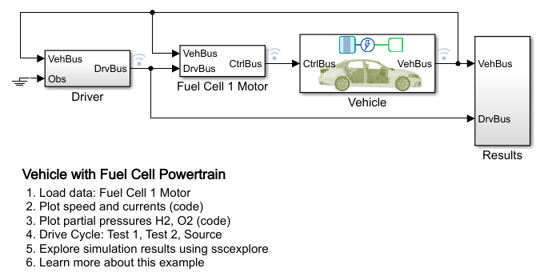 VehBus
Obs
DrvBus
Driver
VehBus
DrvBus
CtrlBus
Fuel Cell 1 Motor
CtrlBus
VehBus
Vehicle
VehBus
DrvBus
Results
Vehicle with Fuel Cell Powertrain
1. Load data: Fuel Cell 1 Motor
2. Plot speed and currents (code)
3. Plot partial pressures H2, O2 (code)
4. Drive Cycle: Test 1, Test 2, Source
5. Explore simulation results using sscexplore
6. Learn more about this example